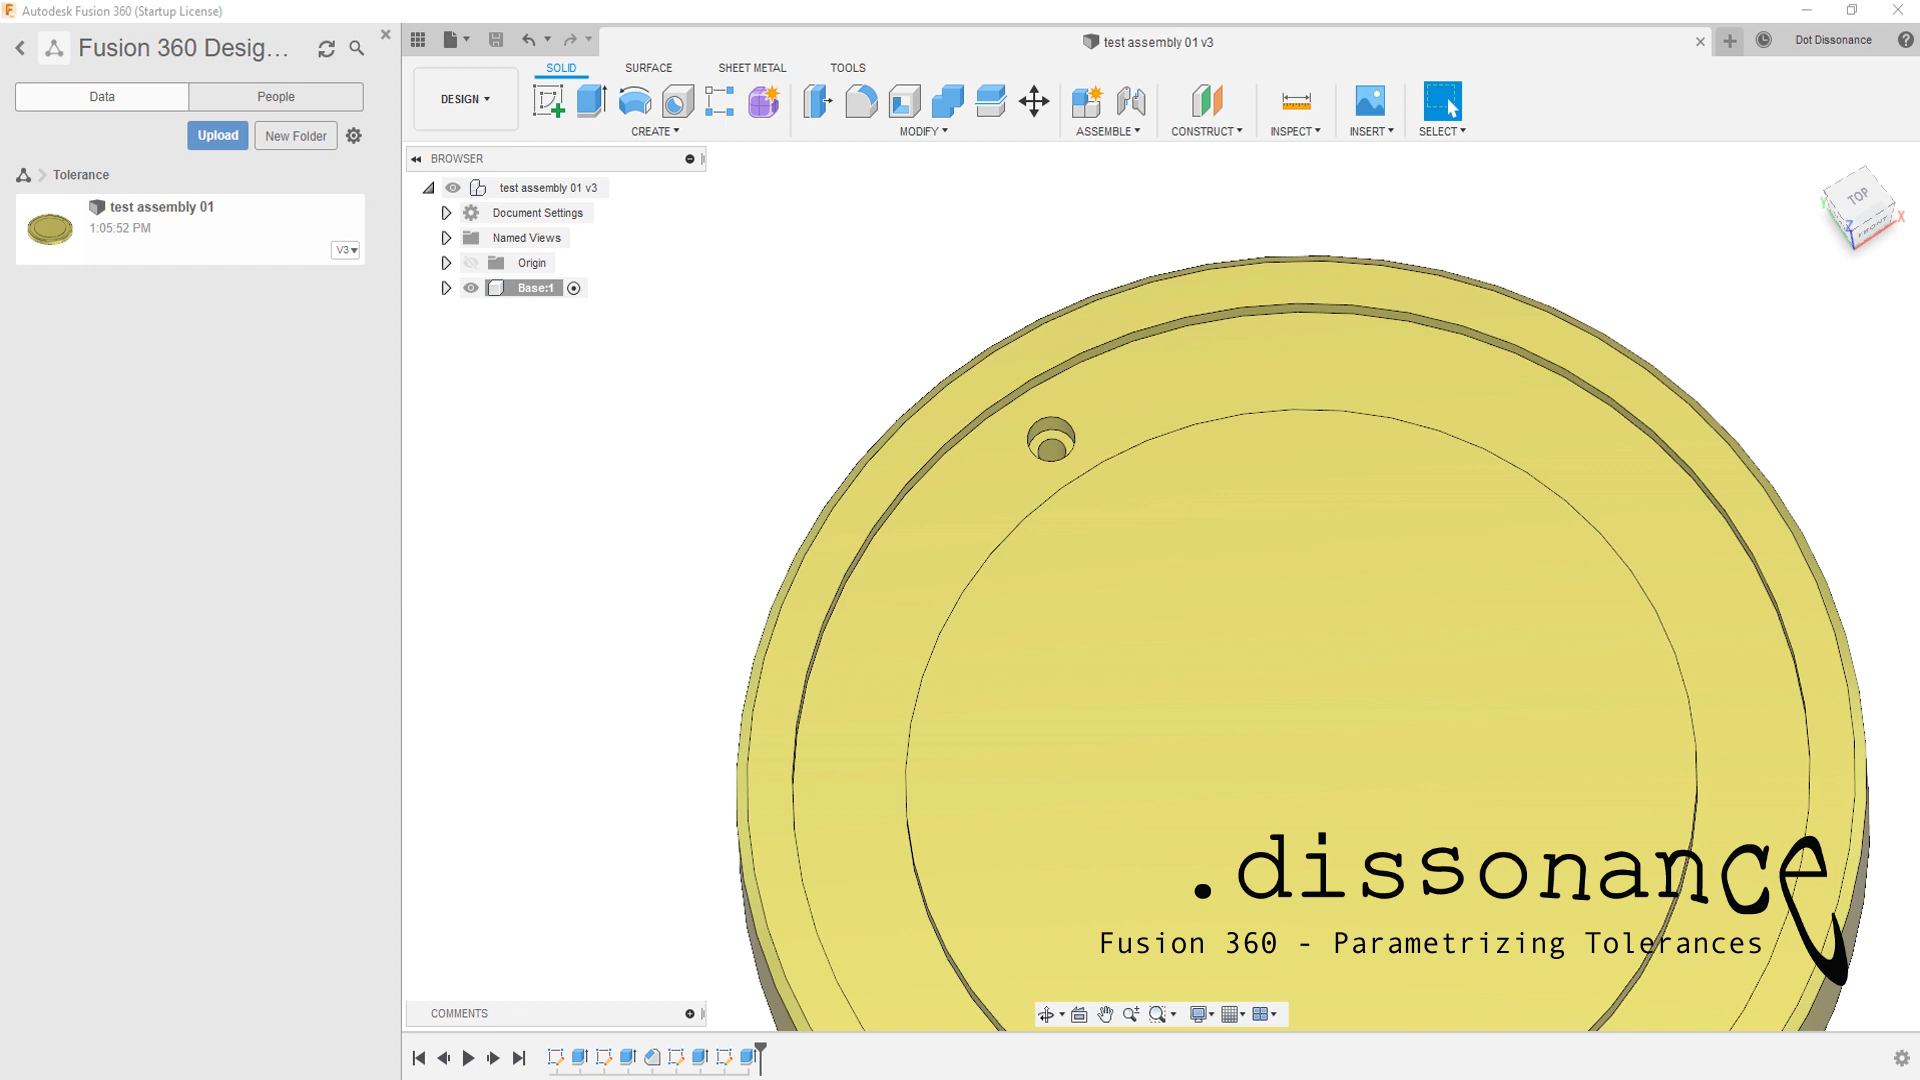 Autodesk Fusion 360 (Startup License)
Fusion 360 Desig...
Data
People
Upload
New Folder
Tolerance
test assembly 01
1:05:52 PM
V3
test assembly 01 v3
Dot Dissonance
SOLID
SURFACE
SHEET METAL
TOOLS
DESIGN
CREATE
MODIFY
ASSEMBLE
CONSTRUCT
INSPECT
INSERT
SELECT
BROWSER
test assembly 01 v3
Document Settings
Named Views
Origin
Base:1
TOP
FRONT
X
Y
Z
.dissonance
Fusion 360 - Parametrizing Tolerances
COMMENTS